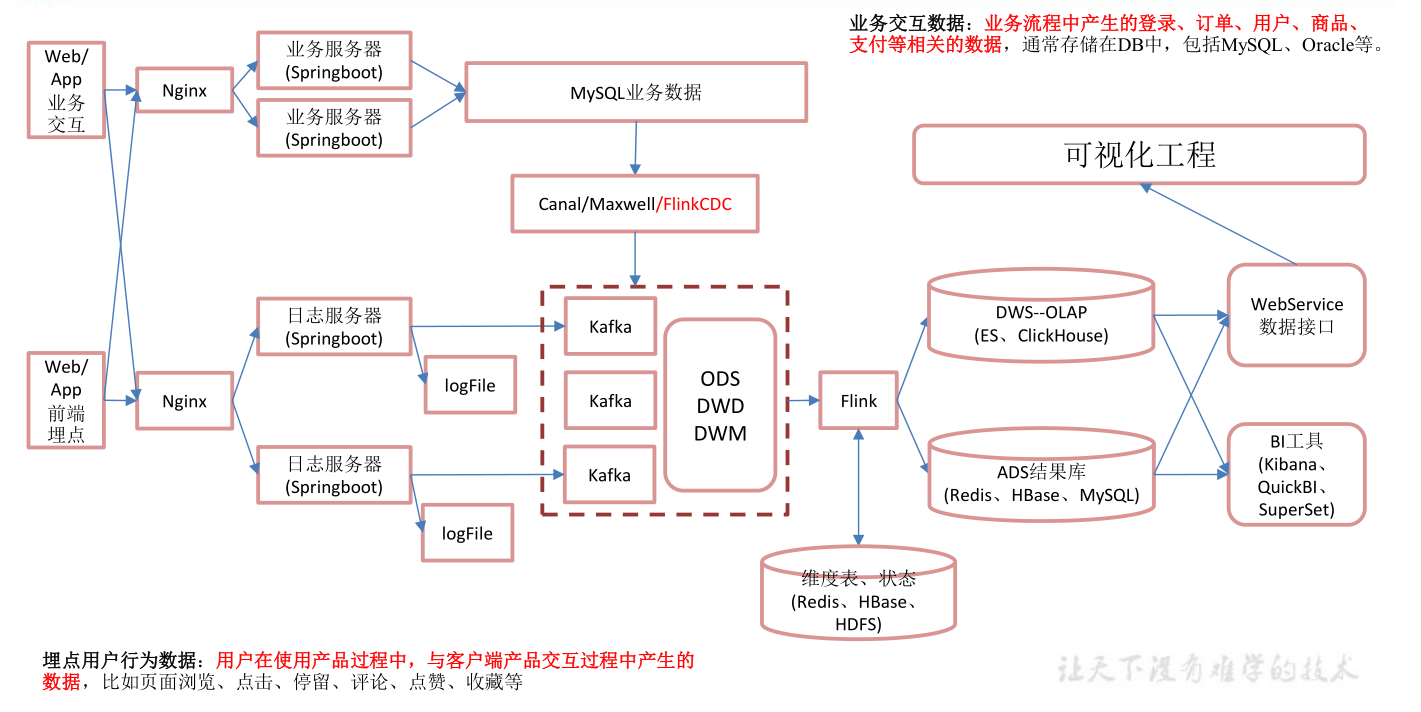 业务交互数据：业务流程中产生的登录、订单、用户、商品、
支付等相关的数据，通常存储在DB中，包括MySQL、Oracle等。
Web/
App
业务
交互
Nginx
业务服务器
(Springboot)
业务服务器
(Springboot)
MySQL业务数据
Canal/Maxwell/FlinkCDC
可视化工程
Web/
App
前端
埋点
Nginx
日志服务器
(Springboot)
logFile
日志服务器
(Springboot)
logFile
Kafka
Kafka
Kafka
ODS
DWD
DWM
Flink
DWS--OLAP
(ES、ClickHouse)
ADS结果库
(Redis、HBase、MySQL)
维度表、状态
(Redis、HBase、
HDFS)
WebService
数据接口
BI工具
(Kibana、
QuickBI、
SuperSet)
埋点用户行为数据：用户在使用产品过程中，与客户端产品交互过程中产生的
数据，比如页面浏览、点击、停留、评论、点赞、收藏等
让天下没有难学的技术